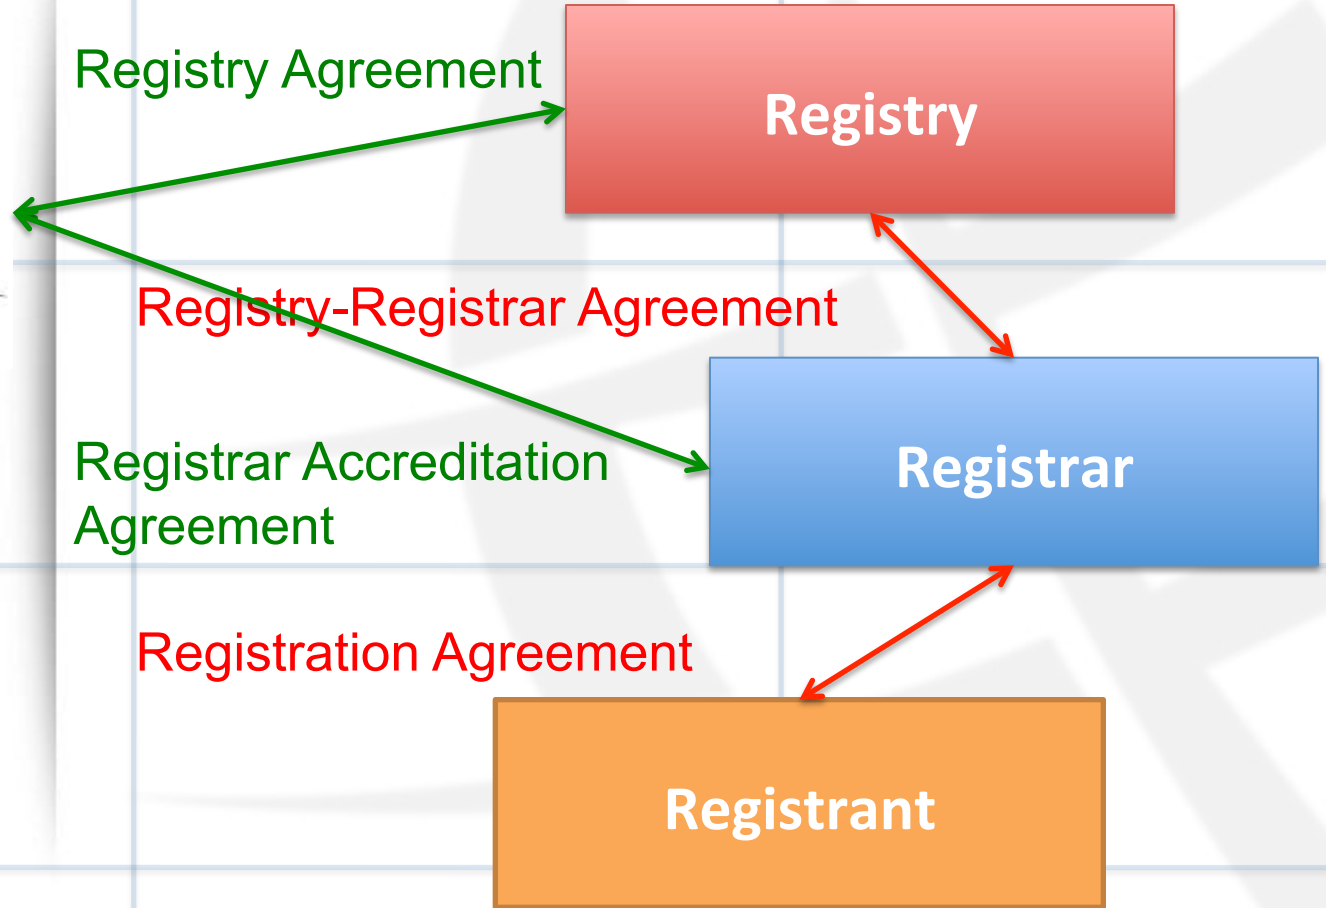 Registry Agreement
Registry
Registry-Registrar Agreement
Registrar Accreditation
Agreement
Registrar
Registration Agreement
Registrant